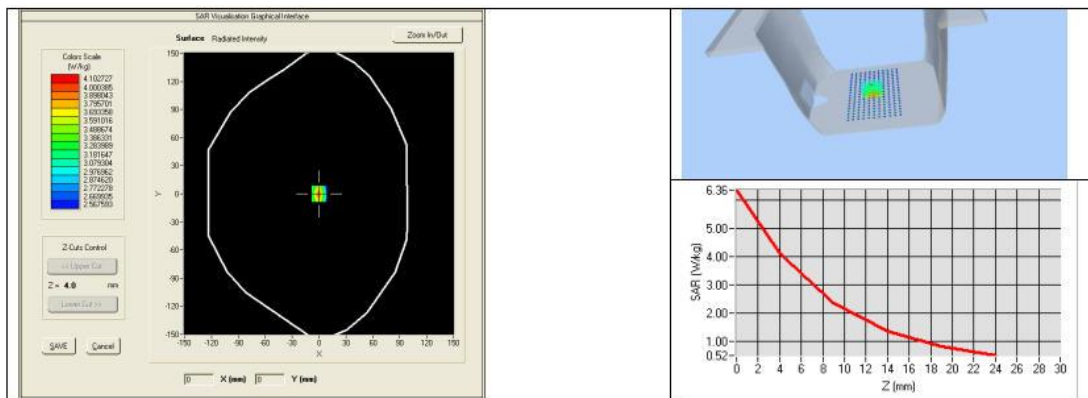 SAR Visualisation Graphical Interface
Surface Radiated Intensity
Zoom In/Out
Colors Scale
(W/kg)
4.102727
4.000385
3.898043
3.795701
3.693358
3.591016
3.488674
3.386331
3.283989
3.181647
3.079304
2.976962
2.874620
2.772278
2.669935
2.567593
150
120
90
60
30
0
-30
-60
-90
-120
-150
Y
-150 -120 -90 -60 -30 0 30 60 90 120 150
X
Z-Cuts Control
<< Upper Cut
Z = 4.0 mm
Lower Cut >>
SAVE Cancel
0 X (mm) 0 Y (mm)
6.36
5.00
4.00
3.00
2.00
1.00
0.52
SAR (W/kg)
0 2 4 6 8 10 12 14 16 18 20 22 24 26 28 30
Z (mm)